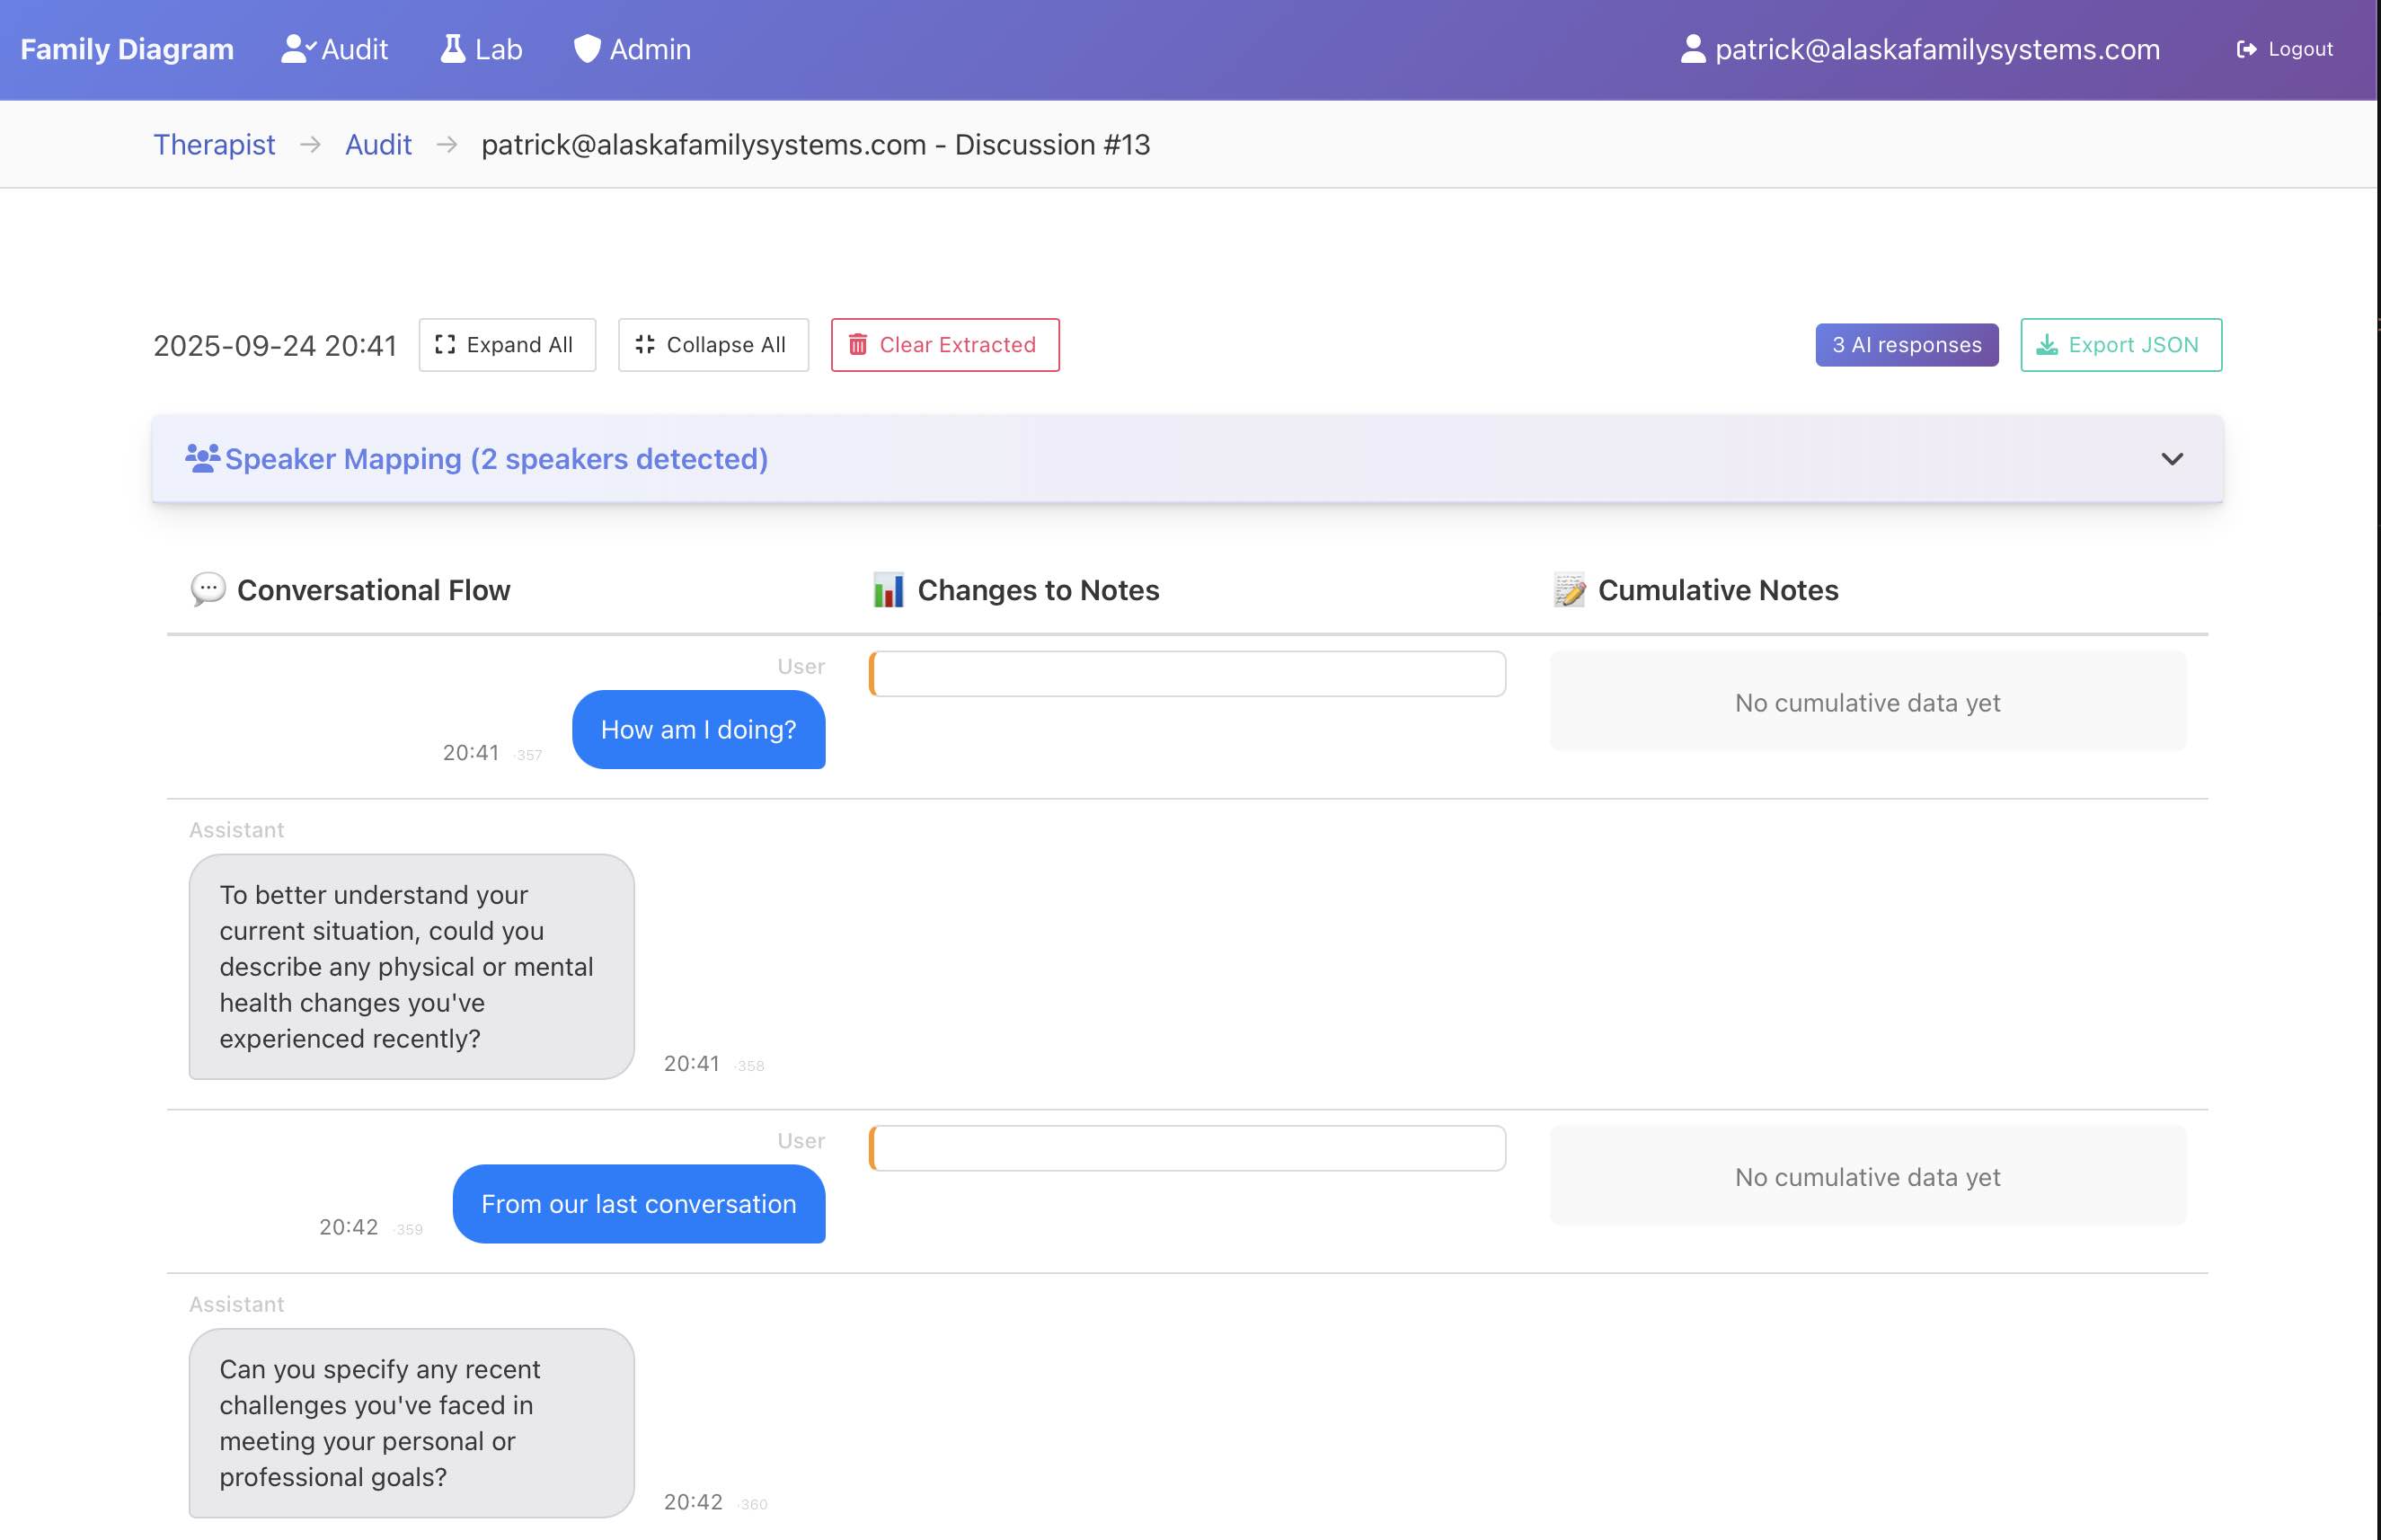 Family Diagram Audit Lab Admin patrick@alaskafamilysystems.com Logout
Therapist → Audit → patrick@alaskafamilysystems.com - Discussion #13
2025-09-24 20:41 Expand All Collapse All Clear Extracted 3 AI responses Export JSON
Speaker Mapping (2 speakers detected)
Conversational Flow Changes to Notes Cumulative Notes
User
How am I doing?
20:41 ·357
No cumulative data yet
Assistant
To better understand your
current situation, could you
describe any physical or mental
health changes you've
experienced recently?
20:41 ·358
User
From our last conversation
20:42 ·359
No cumulative data yet
Assistant
Can you specify any recent
challenges you've faced in
meeting your personal or
professional goals?
20:42 ·360